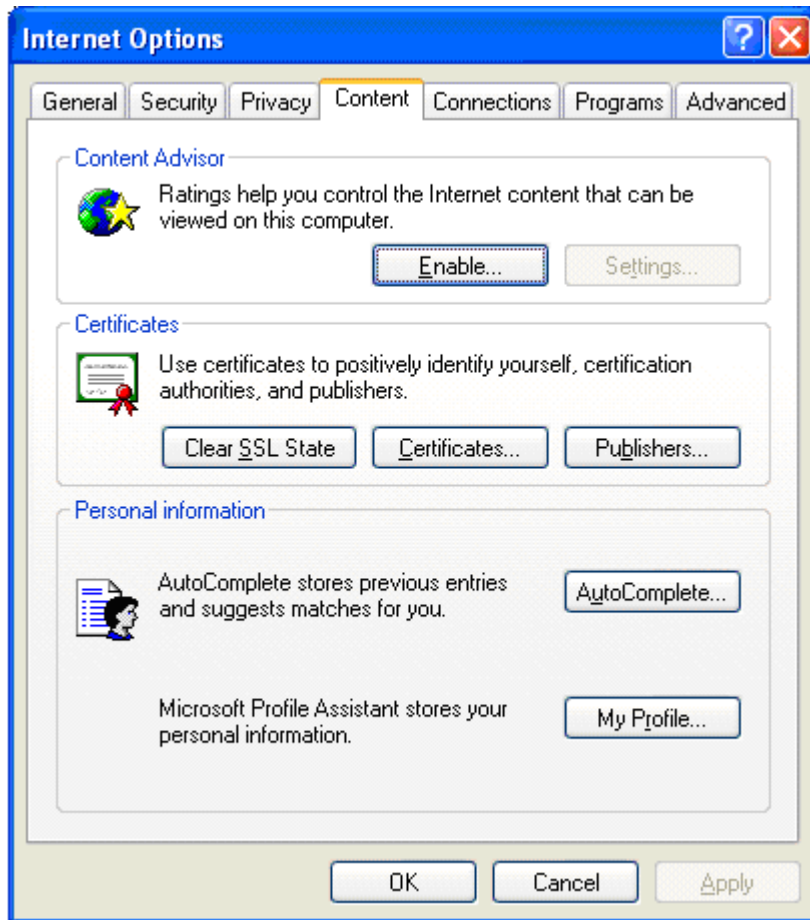 Internet Options
General Security Privacy Content Connections Programs Advanced
Content Advisor
Ratings help you control the Internet content that can be
viewed on this computer.
Enable... Settings...
Certificates
Use certificates to positively identify yourself, certification
authorities, and publishers.
Clear SSL State Certificates... Publishers...
Personal information
AutoComplete stores previous entries
and suggests matches for you.
AutoComplete...
Microsoft Profile Assistant stores your
personal information.
My Profile...
OK Cancel Apply